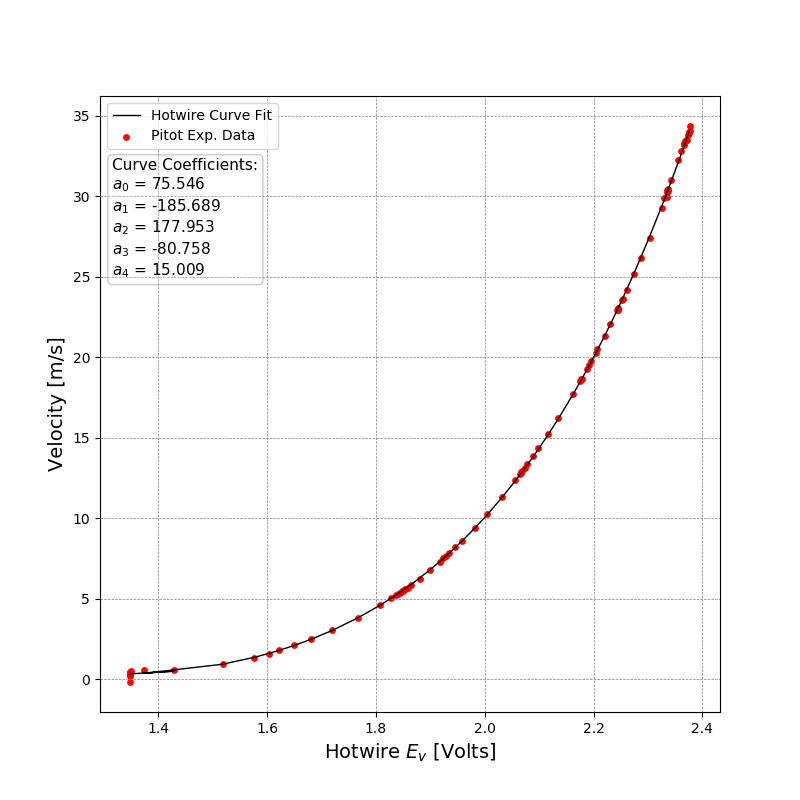 Hotwire Curve Fit
Pitot Exp. Data
Curve Coefficients:
a₀ = 75.546
a₁ = -185.689
a₂ = 177.953
a₃ = -80.758
a₄ = 15.009
35
30
25
20
15
10
5
0
Velocity [m/s]
1.4 1.6 1.8 2.0 2.2 2.4
Hotwire Eᵥ [Volts]